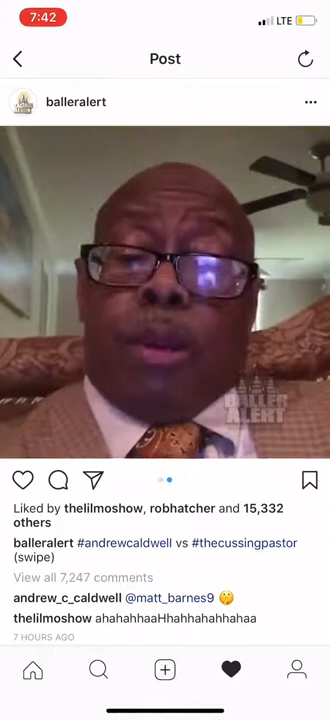 7:42
LTE
Post
balleralert
BALLER
ALERT
Liked by thelilmoshow, robhatcher and 15,332
others
balleralert #andrewcaldwell vs #thecussingpastor
(swipe)
View all 7,247 comments
andrew_c_caldwell @matt_barnes9 🤫
thelilmoshow ahahahhaaHhahhahahhahaa
7 HOURS AGO